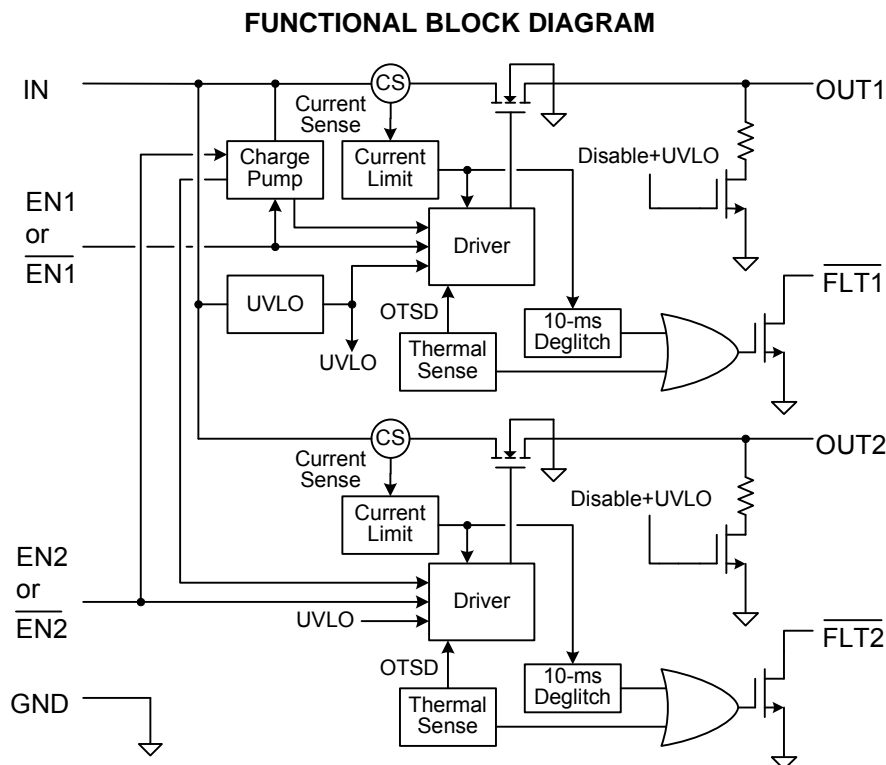 FUNCTIONAL BLOCK DIAGRAM
IN
CS
OUT1
Current
Sense
Charge
Pump
Current
Limit
Disable+UVLO
EN1
or
EN1
Driver
FLT1
UVLO
OTSD
10-ms
Deglitch
UVLO
Thermal
Sense
CS
OUT2
Current
Sense
Current
Limit
Disable+UVLO
EN2
or
EN2
Driver
UVLO
FLT2
OTSD
10-ms
Deglitch
GND
Thermal
Sense